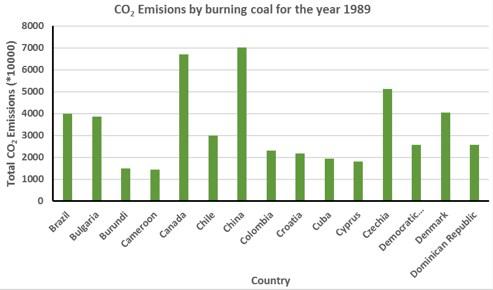 CO₂ Emisions by burning coal for the year 1989
Total CO₂ Emissions (*10000)
8000
7000
6000
5000
4000
3000
2000
1000
0
Brazil
Bulgaria
Burundi
Cameroon
Canada
Chile
China
Colombia
Croatia
Cuba
Cyprus
Czechia
Democratic...
Denmark
Dominican Republic
Country